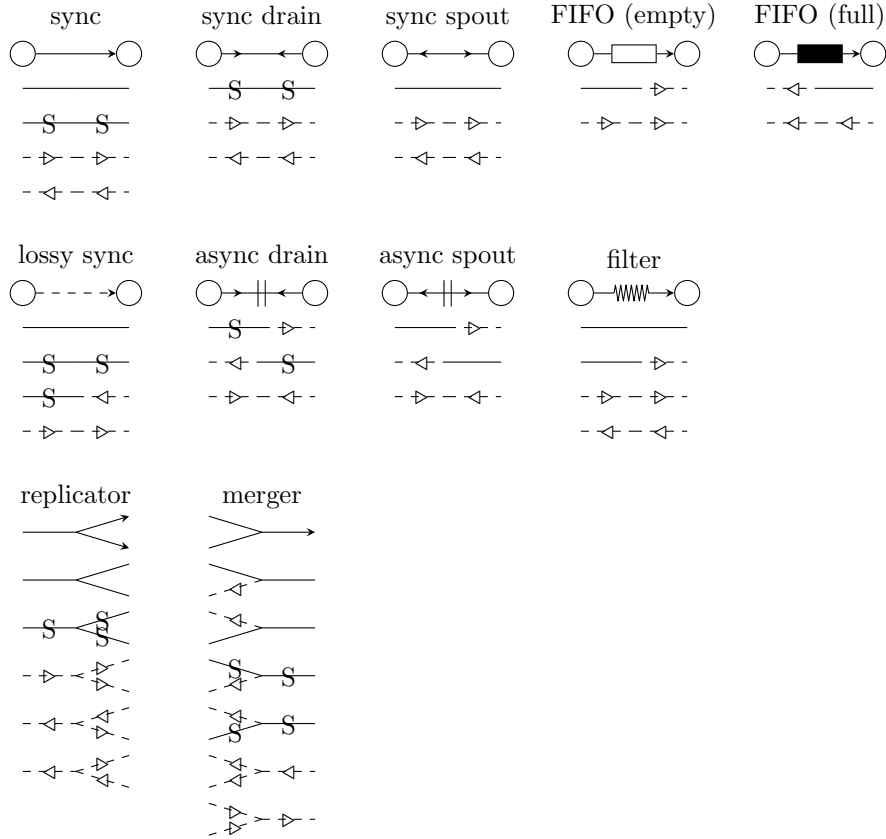 sync sync drain sync spout FIFO (empty) FIFO (full)
S S
S S
lossy sync async drain async spout filter
S
S S S
S
replicator merger
S
S S
S S
S
S
S